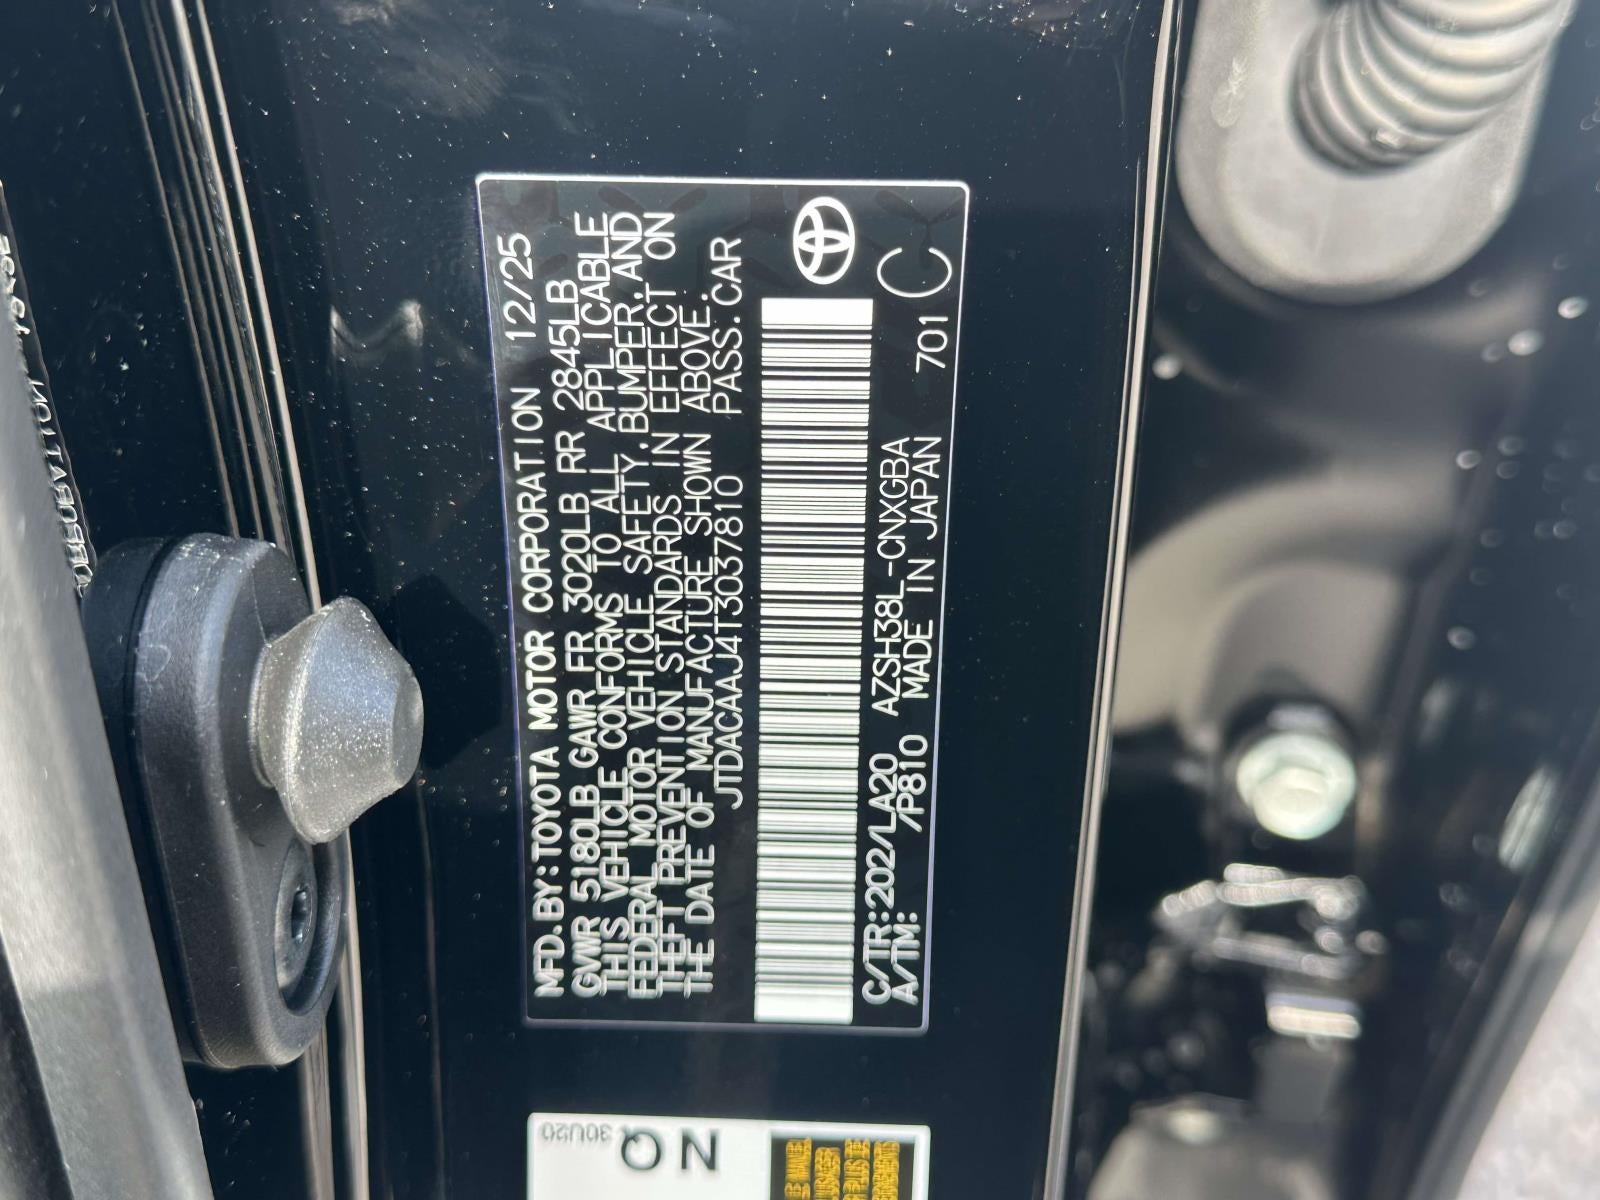 MFD.BY:TOYOTA MOTOR CORPORATION 12/25
GVWR 5180LB GAWR FR 3020LB RR 2845LB
THIS VEHICLE CONFORMS TO ALL APPLICABLE
FEDERAL MOTOR VEHICLE SAFETY,BUMPER,AND
THEFT PREVENTION STANDARDS IN EFFECT ON
THE DATE OF MANUFACTURE SHOWN ABOVE.
JTDACAAJ4T3037810 PASS.CAR
C/TR:202/LA20 AZSH38L-CNXGBA
A/TM: /P810 MADE IN JAPAN 701 C
30U20
NQ